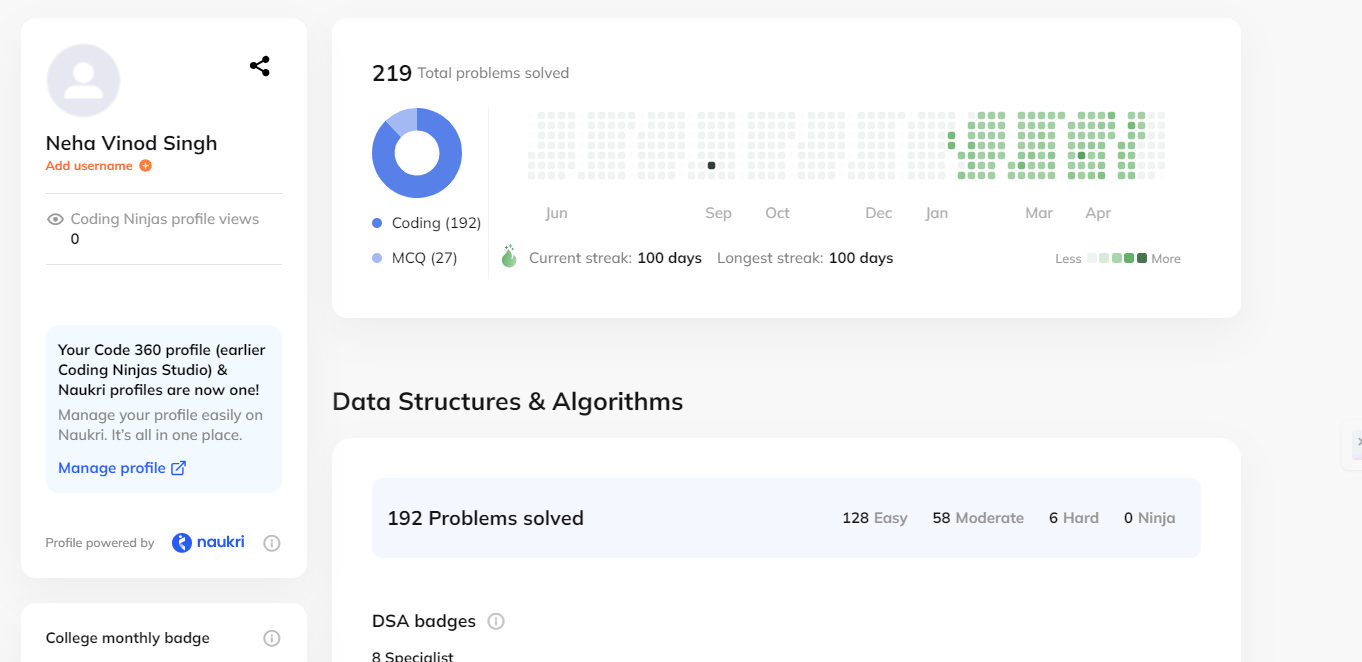 Neha Vinod Singh
Add username
Coding Ninjas profile views
0
Your Code 360 profile (earlier
Coding Ninjas Studio) &
Naukri profiles are now one!
Manage your profile easily on
Naukri. It's all in one place.
Manage profile
Profile powered by naukri
College monthly badge
219 Total problems solved
Coding (192)
MCQ (27)
Jun Sep Oct Dec Jan Mar Apr
Current streak: 100 days Longest streak: 100 days
Less More
Data Structures & Algorithms
192 Problems solved 128 Easy 58 Moderate 6 Hard 0 Ninja
DSA badges
8 Specialist